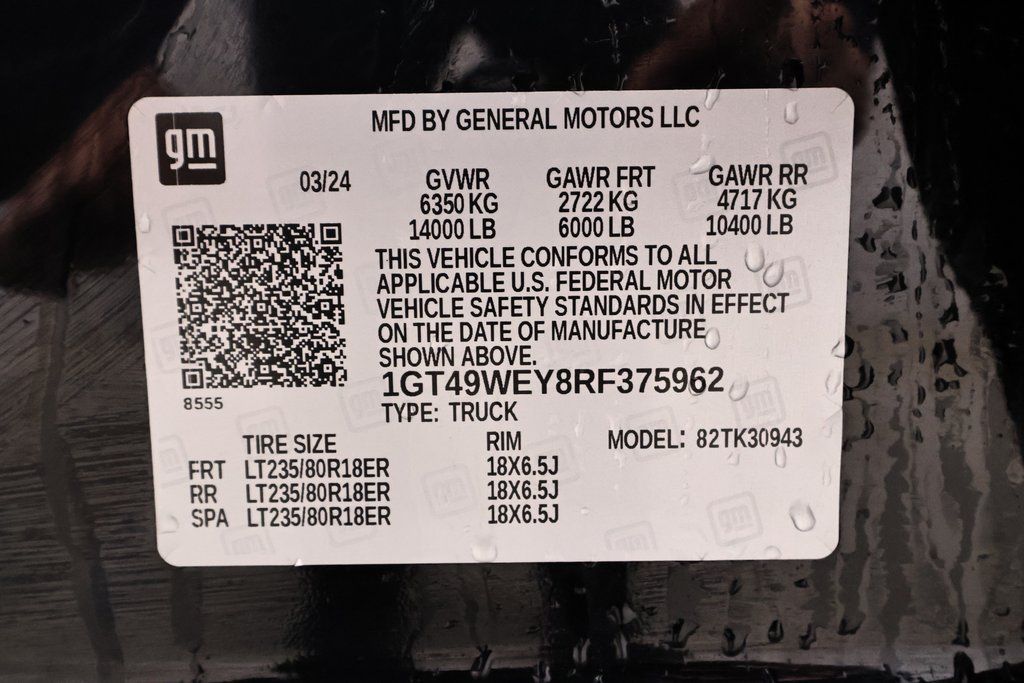 gm
MFD BY GENERAL MOTORS LLC
03/24 GVWR GAWR FRT GAWR RR
6350 KG 2722 KG 4717 KG
14000 LB 6000 LB 10400 LB
THIS VEHICLE CONFORMS TO ALL
APPLICABLE U.S. FEDERAL MOTOR
VEHICLE SAFETY STANDARDS IN EFFECT
ON THE DATE OF MANUFACTURE
SHOWN ABOVE.
1GT49WEY8RF375962
8555
TYPE: TRUCK
TIRE SIZE RIM MODEL: 82TK30943
FRT LT235/80R18ER 18X6.5J
RR LT235/80R18ER 18X6.5J
SPA LT235/80R18ER 18X6.5J